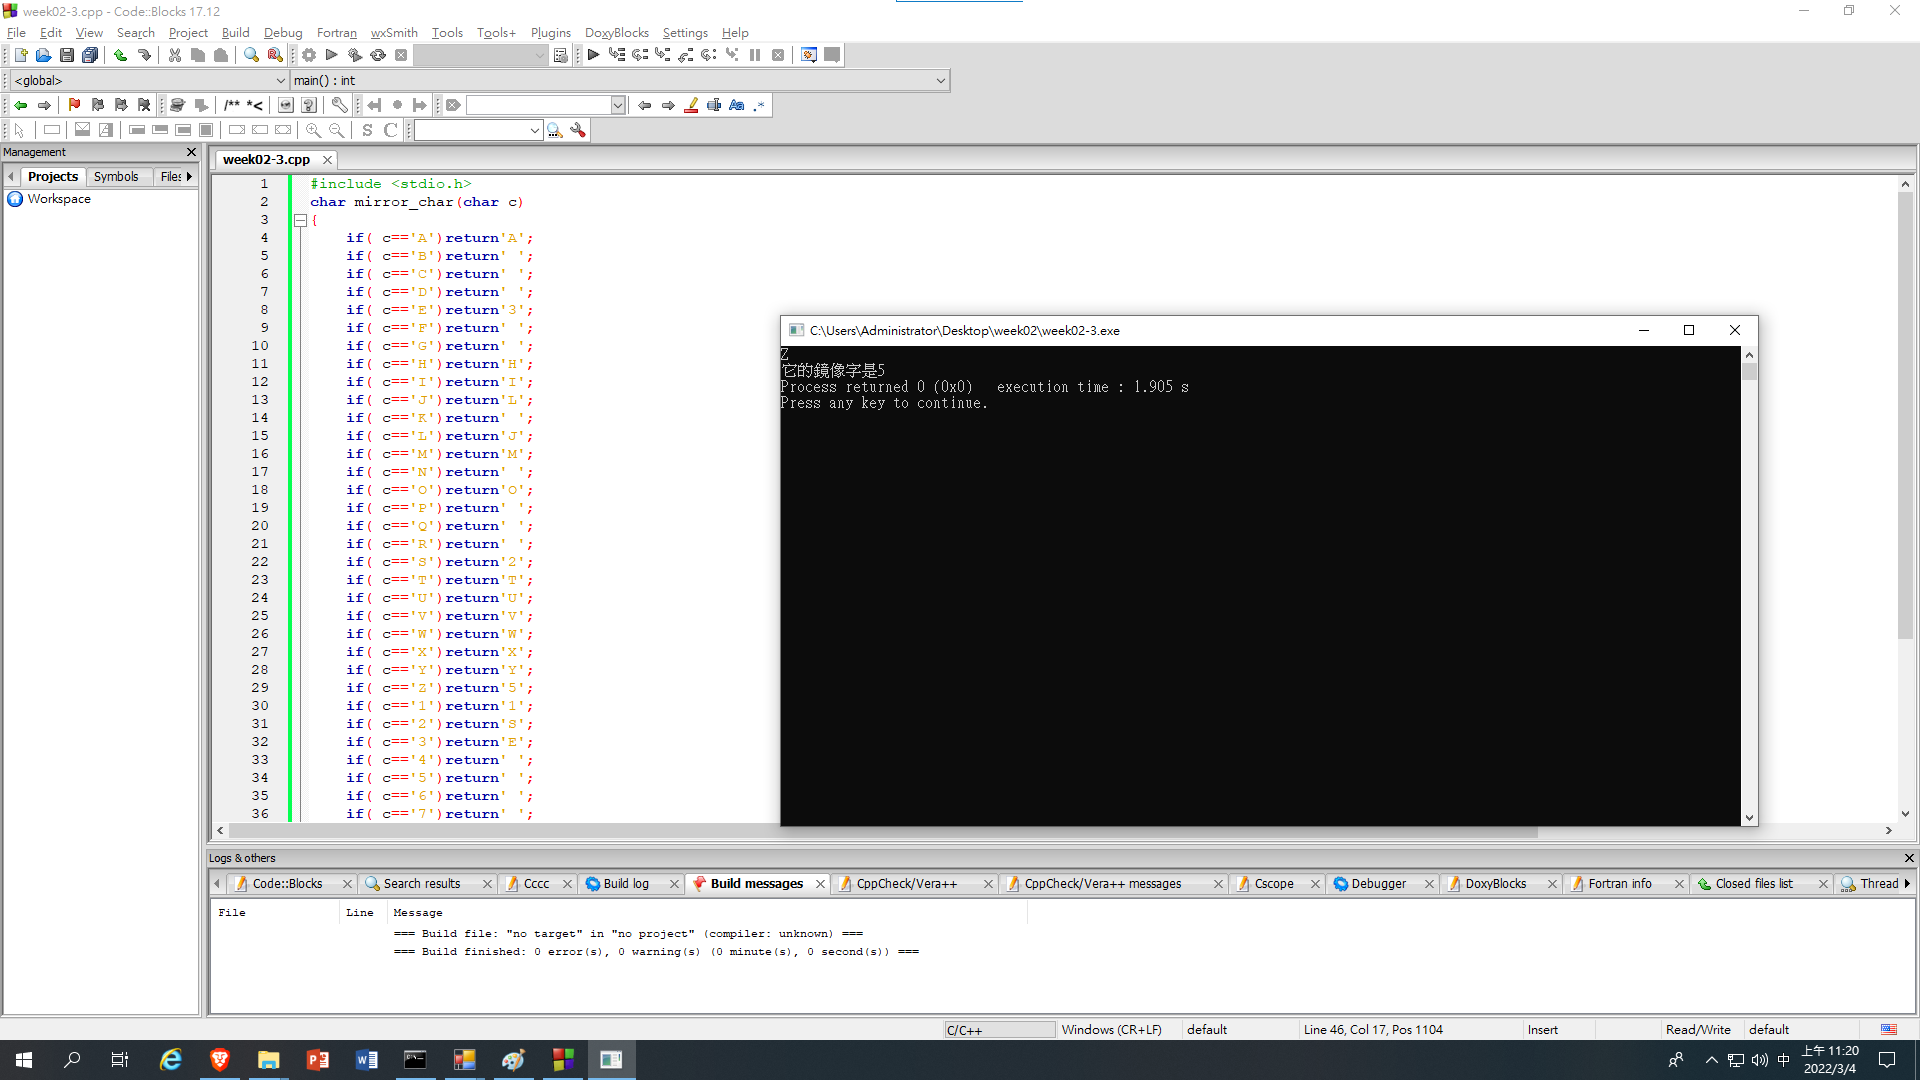 week02-3.cpp - Code::Blocks 17.12
File Edit View Search Project Build Debug Fortran wxSmith Tools Tools+ Plugins DoxyBlocks Settings Help
<global> main() : int
/** *<
Aa .*
S C
Management
Projects Symbols Files
Workspace
week02-3.cpp
1 #include <stdio.h>
2 char mirror_char(char c)
3 {
4 if( c=='A')return'A';
5 if( c=='B')return' ';
6 if( c=='C')return' ';
7 if( c=='D')return' ';
8 if( c=='E')return'3';
9 if( c=='F')return' ';
10 if( c=='G')return' ';
11 if( c=='H')return'H';
12 if( c=='I')return'I';
13 if( c=='J')return'L';
14 if( c=='K')return' ';
15 if( c=='L')return'J';
16 if( c=='M')return'M';
17 if( c=='N')return' ';
18 if( c=='O')return'O';
19 if( c=='P')return' ';
20 if( c=='Q')return' ';
21 if( c=='R')return' ';
22 if( c=='S')return'2';
23 if( c=='T')return'T';
24 if( c=='U')return'U';
25 if( c=='V')return'V';
26 if( c=='W')return'W';
27 if( c=='X')return'X';
28 if( c=='Y')return'Y';
29 if( c=='Z')return'5';
30 if( c=='1')return'1';
31 if( c=='2')return'S';
32 if( c=='3')return'E';
33 if( c=='4')return' ';
34 if( c=='5')return' ';
35 if( c=='6')return' ';
36 if( c=='7')return' ';
C:\Users\Administrator\Desktop\week02\week02-3.exe
Z
它的鏡像字是5
Process returned 0 (0x0)   execution time : 1.905 s
Press any key to continue.
Logs & others
Code::Blocks Search results Cccc Build log Build messages CppCheck/Vera++ CppCheck/Vera++ messages Cscope Debugger DoxyBlocks Fortran info Closed files list Thread
File Line Message
=== Build file: "no target" in "no project" (compiler: unknown) ===
=== Build finished: 0 error(s), 0 warning(s) (0 minute(s), 0 second(s)) ===
C/C++ Windows (CR+LF) default Line 46, Col 17, Pos 1104 Insert Read/Write default
中 上午 11:20
2022/3/4